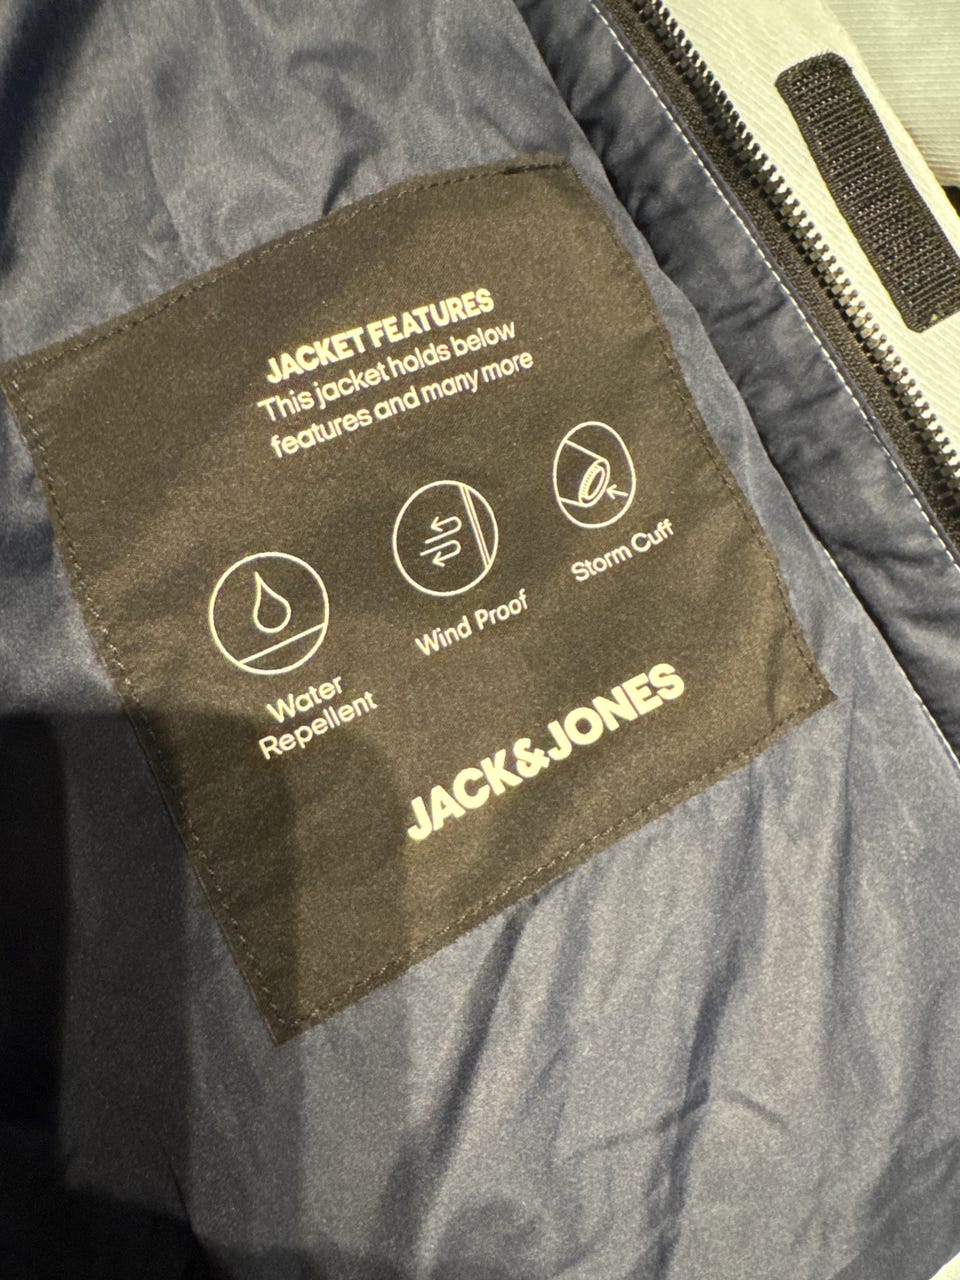 JACKET FEATURES
This jacket holds below
features and many more
Water
Repellent
Wind Proof
Storm Cuff
JACK&JONES